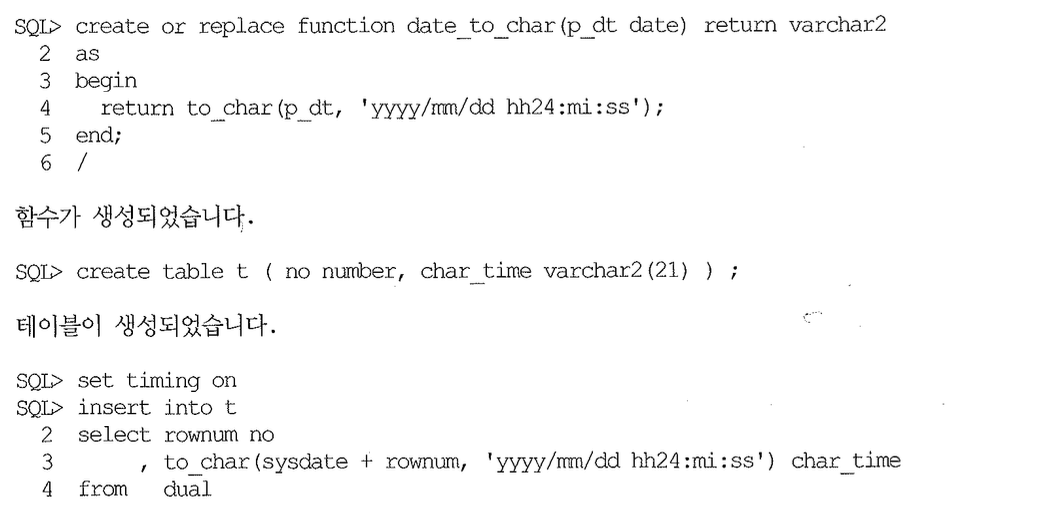 SQL> create or replace function date_to_char(p_dt date) return varchar2
2 as
3 begin
4 return to_char(p_dt, 'yyyy/mm/dd hh24:mi:ss');
5 end;
6 /
함수가 생성되었습니다.
SQL> create table t ( no number, char_time varchar2(21) ) ;
테이블이 생성되었습니다.
SQL> set timing on
SQL> insert into t
2 select rownum no
3 , to_char(sysdate + rownum, 'yyyy/mm/dd hh24:mi:ss') char_time
4 from dual